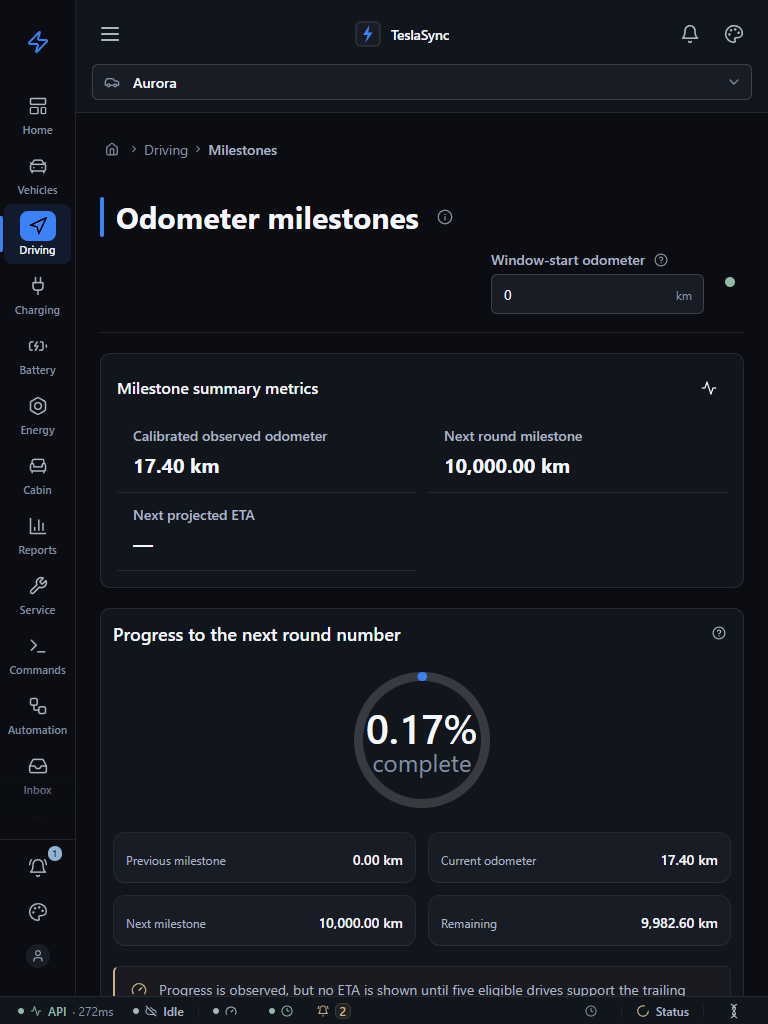 TeslaSync
Aurora
Home
Vehicles
Driving
Charging
Battery
Energy
Cabin
Reports
Service
Commands
Automation
Inbox
1
Driving
Milestones
Odometer milestones
Window-start odometer
0
km
Milestone summary metrics
Calibrated observed odometer
17.40 km
Next round milestone
10,000.00 km
Next projected ETA
—
Progress to the next round number
0.17%
complete
Previous milestone
0.00 km
Current odometer
17.40 km
Next milestone
10,000.00 km
Remaining
9,982.60 km
Progress is observed, but no ETA is shown until five eligible drives support the trailing
API · 272ms
Idle
2
Status